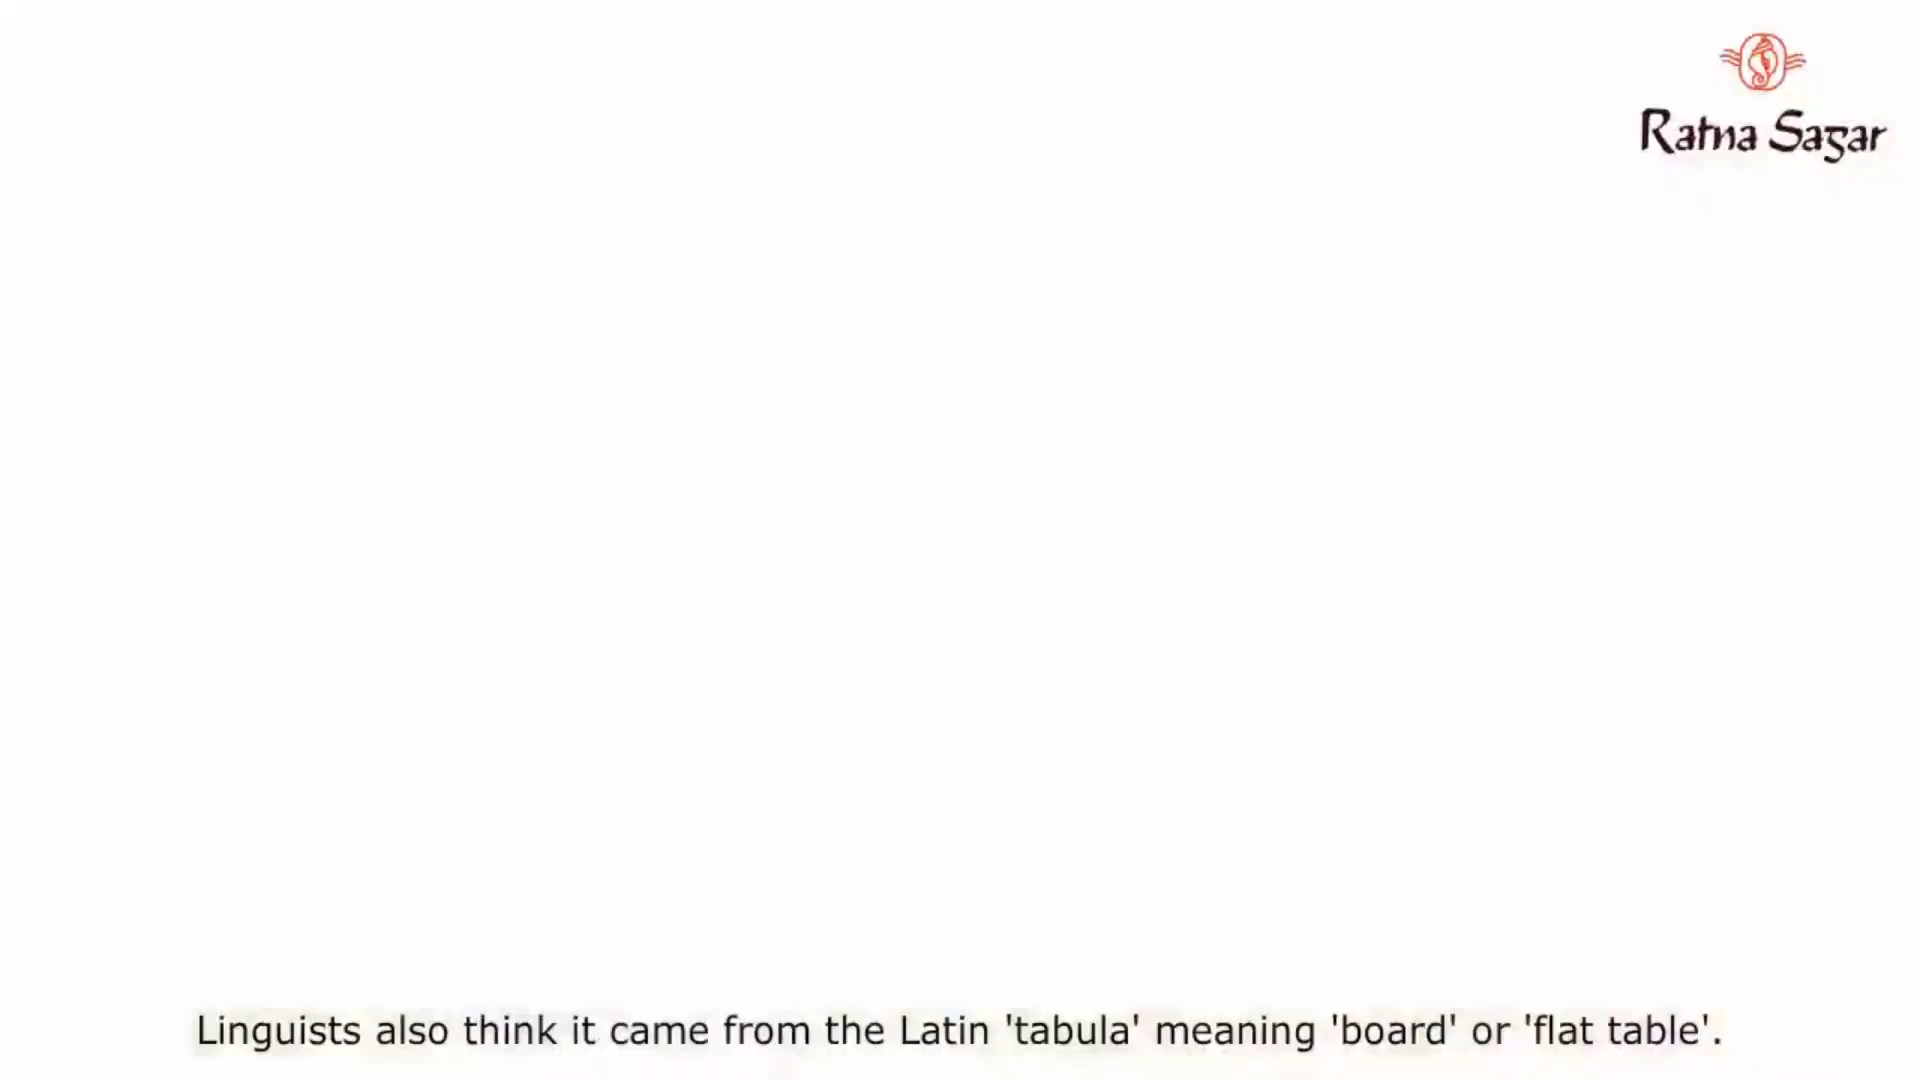 Ratna Sagar
Linguists also think it came from the Latin 'tabula' meaning 'board' or 'flat table'.